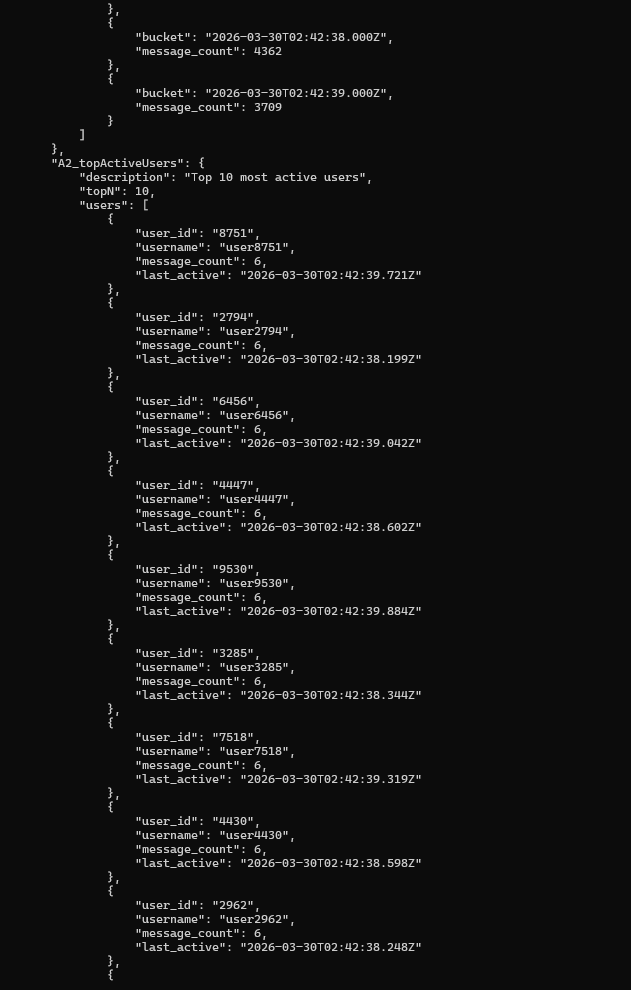 },
        {
            "bucket": "2026-03-30T02:42:38.000Z",
            "message_count": 4362
        },
        {
            "bucket": "2026-03-30T02:42:39.000Z",
            "message_count": 3709
        }
    ]
},
"A2_topActiveUsers": {
    "description": "Top 10 most active users",
    "topN": 10,
    "users": [
        {
            "user_id": "8751",
            "username": "user8751",
            "message_count": 6,
            "last_active": "2026-03-30T02:42:39.721Z"
        },
        {
            "user_id": "2794",
            "username": "user2794",
            "message_count": 6,
            "last_active": "2026-03-30T02:42:38.199Z"
        },
        {
            "user_id": "6456",
            "username": "user6456",
            "message_count": 6,
            "last_active": "2026-03-30T02:42:39.042Z"
        },
        {
            "user_id": "4447",
            "username": "user4447",
            "message_count": 6,
            "last_active": "2026-03-30T02:42:38.602Z"
        },
        {
            "user_id": "9530",
            "username": "user9530",
            "message_count": 6,
            "last_active": "2026-03-30T02:42:39.884Z"
        },
        {
            "user_id": "3285",
            "username": "user3285",
            "message_count": 6,
            "last_active": "2026-03-30T02:42:38.344Z"
        },
        {
            "user_id": "7518",
            "username": "user7518",
            "message_count": 6,
            "last_active": "2026-03-30T02:42:39.319Z"
        },
        {
            "user_id": "4430",
            "username": "user4430",
            "message_count": 6,
            "last_active": "2026-03-30T02:42:38.598Z"
        },
        {
            "user_id": "2962",
            "username": "user2962",
            "message_count": 6,
            "last_active": "2026-03-30T02:42:38.248Z"
        },
        {